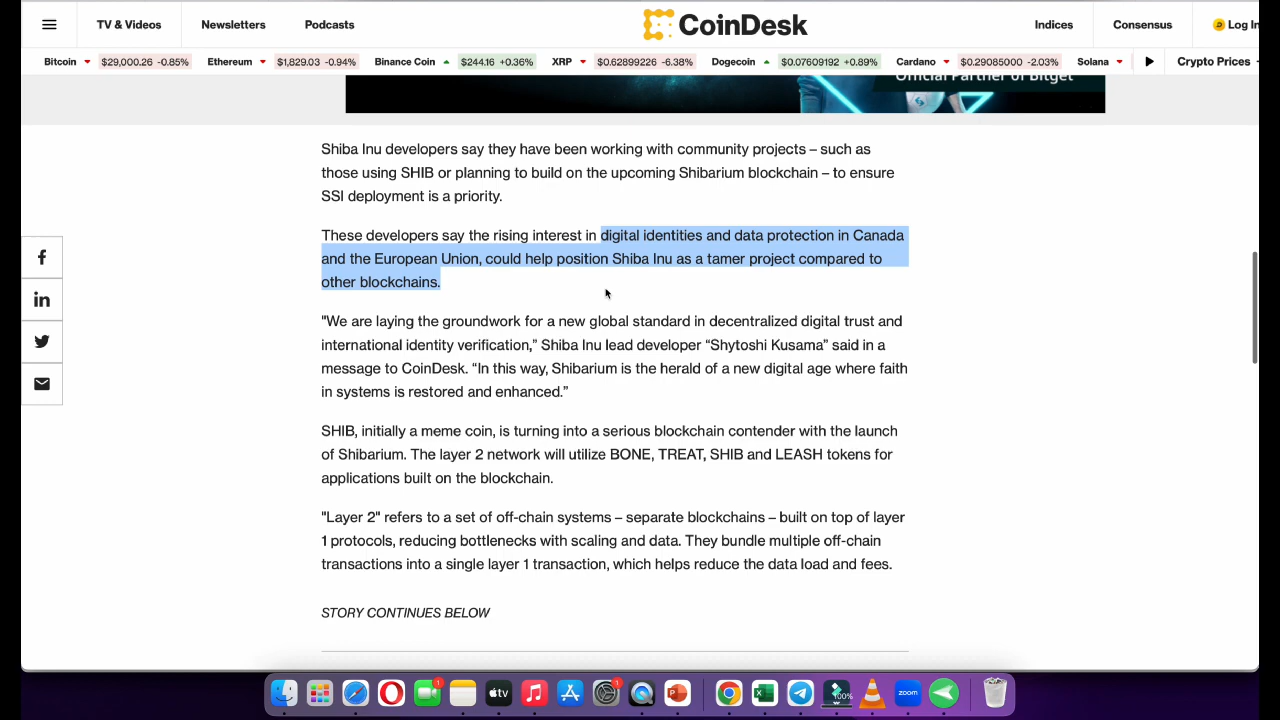 TV & Videos
Newsletters
Podcasts
CoinDesk
Indices
Consensus
Log In
Bitcoin $29,000.26 -0.85% Ethereum $1,829.03 -0.94% Binance Coin $244.16 +0.36% XRP $0.62899226 -6.38% Dogecoin $0.07609192 +0.89% Cardano $0.29085000 -2.03% Solana Crypto Prices
Official Partner of Bitget
Shiba Inu developers say they have been working with community projects – such as
those using SHIB or planning to build on the upcoming Shibarium blockchain – to ensure
SSI deployment is a priority.
These developers say the rising interest in digital identities and data protection in Canada
and the European Union, could help position Shiba Inu as a tamer project compared to
other blockchains.
"We are laying the groundwork for a new global standard in decentralized digital trust and
international identity verification,” Shiba Inu lead developer “Shytoshi Kusama” said in a
message to CoinDesk. “In this way, Shibarium is the herald of a new digital age where faith
in systems is restored and enhanced.”
SHIB, initially a meme coin, is turning into a serious blockchain contender with the launch
of Shibarium. The layer 2 network will utilize BONE, TREAT, SHIB and LEASH tokens for
applications built on the blockchain.
"Layer 2" refers to a set of off-chain systems – separate blockchains – built on top of layer
1 protocols, reducing bottlenecks with scaling and data. They bundle multiple off-chain
transactions into a single layer 1 transaction, which helps reduce the data load and fees.
STORY CONTINUES BELOW
1
tv
1
100%
zoom